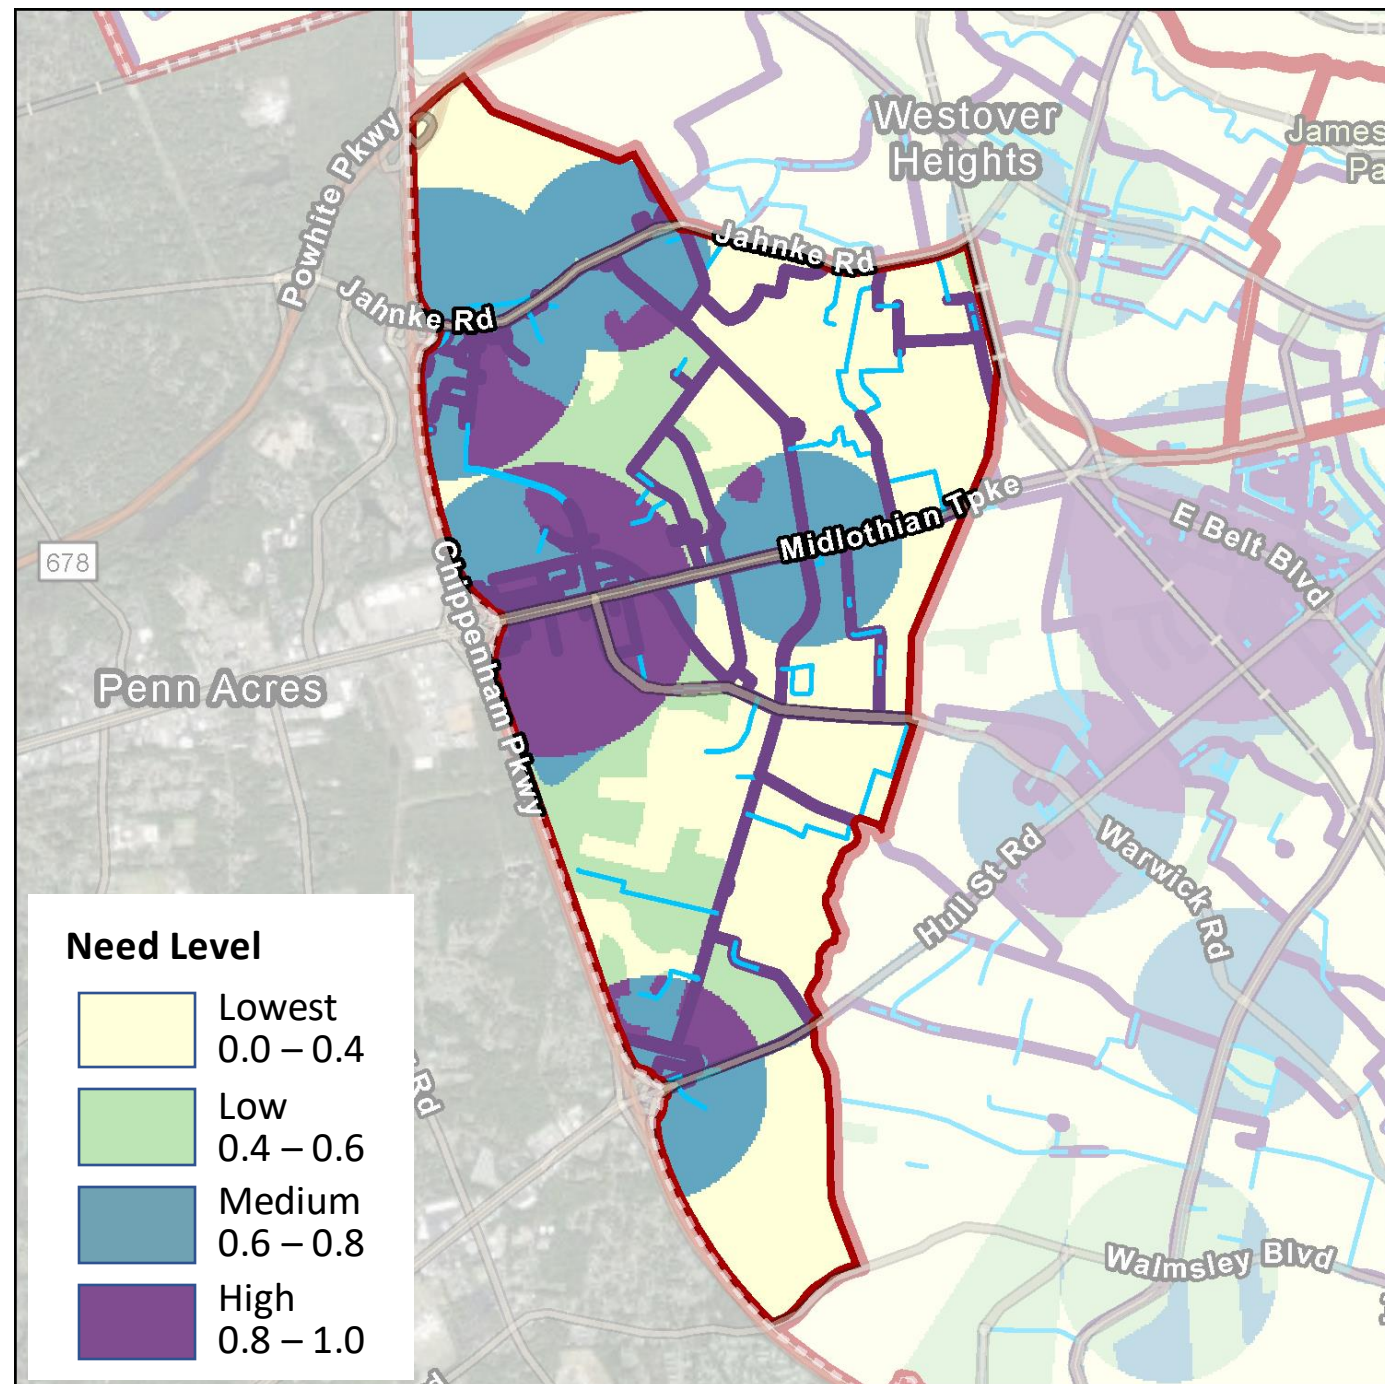 Westover
Heights
James
Pa
Powhite Pkwy
Jahnke Rd
Jahnke Rd
Midlothian Tpke
E Belt Blvd
678
Chippenham Pkwy
Penn Acres
Hull St Rd
Warwick Rd
Rd
Walmsley Blvd
Need Level
Lowest
0.0 – 0.4
Low
0.4 – 0.6
Medium
0.6 – 0.8
High
0.8 – 1.0